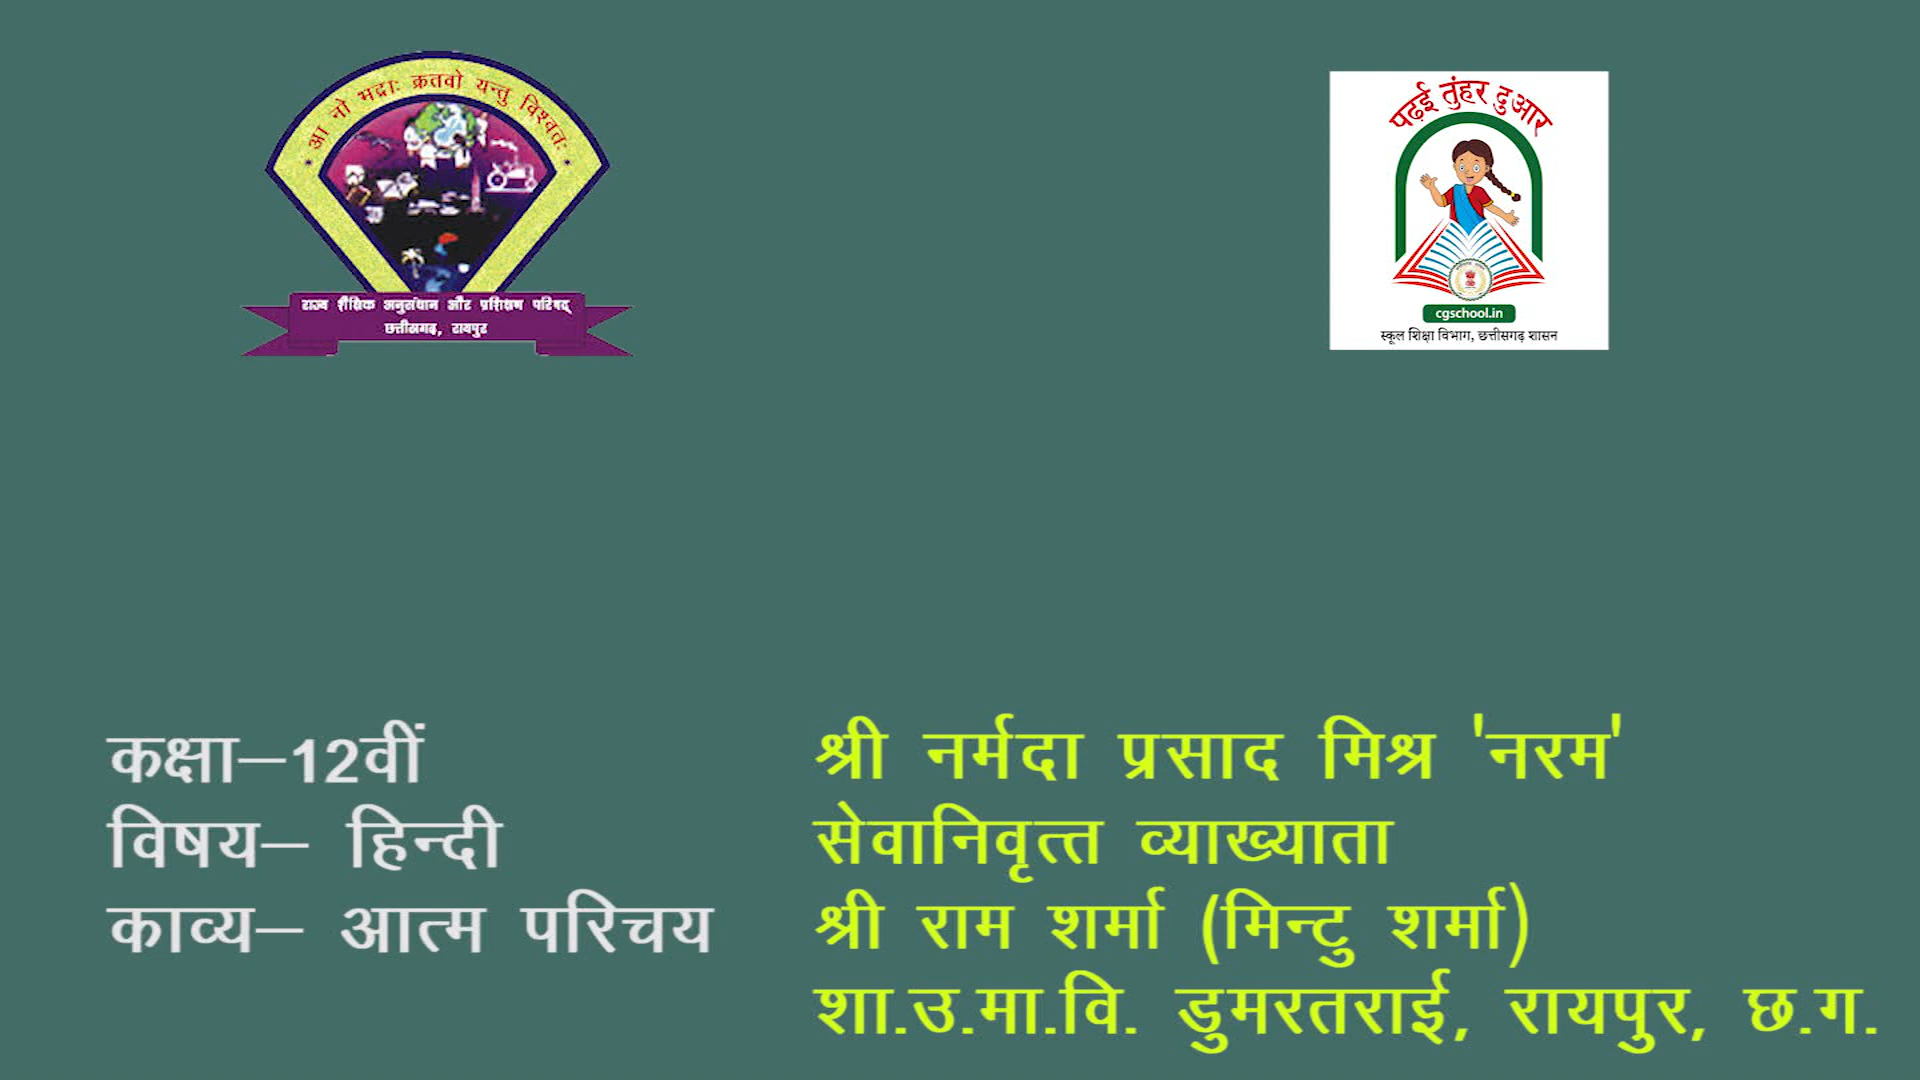 आ नो भद्राः क्रतवो यन्तु विश्वतः
राज्य शैक्षिक अनुसंधान और प्रशिक्षण परिषद्
छत्तीसगढ़, रायपुर
पढ़ई तुंहर दुआर
cgschool.in
स्कूल शिक्षा विभाग, छत्तीसगढ़ शासन
कक्षा–12वीं
विषय– हिन्दी
काव्य– आत्म परिचय
श्री नर्मदा प्रसाद मिश्र 'नरम'
सेवानिवृत्त व्याख्याता
श्री राम शर्मा (मिन्टु शर्मा)
शा.उ.मा.वि. डुमरतराई, रायपुर, छ.ग.